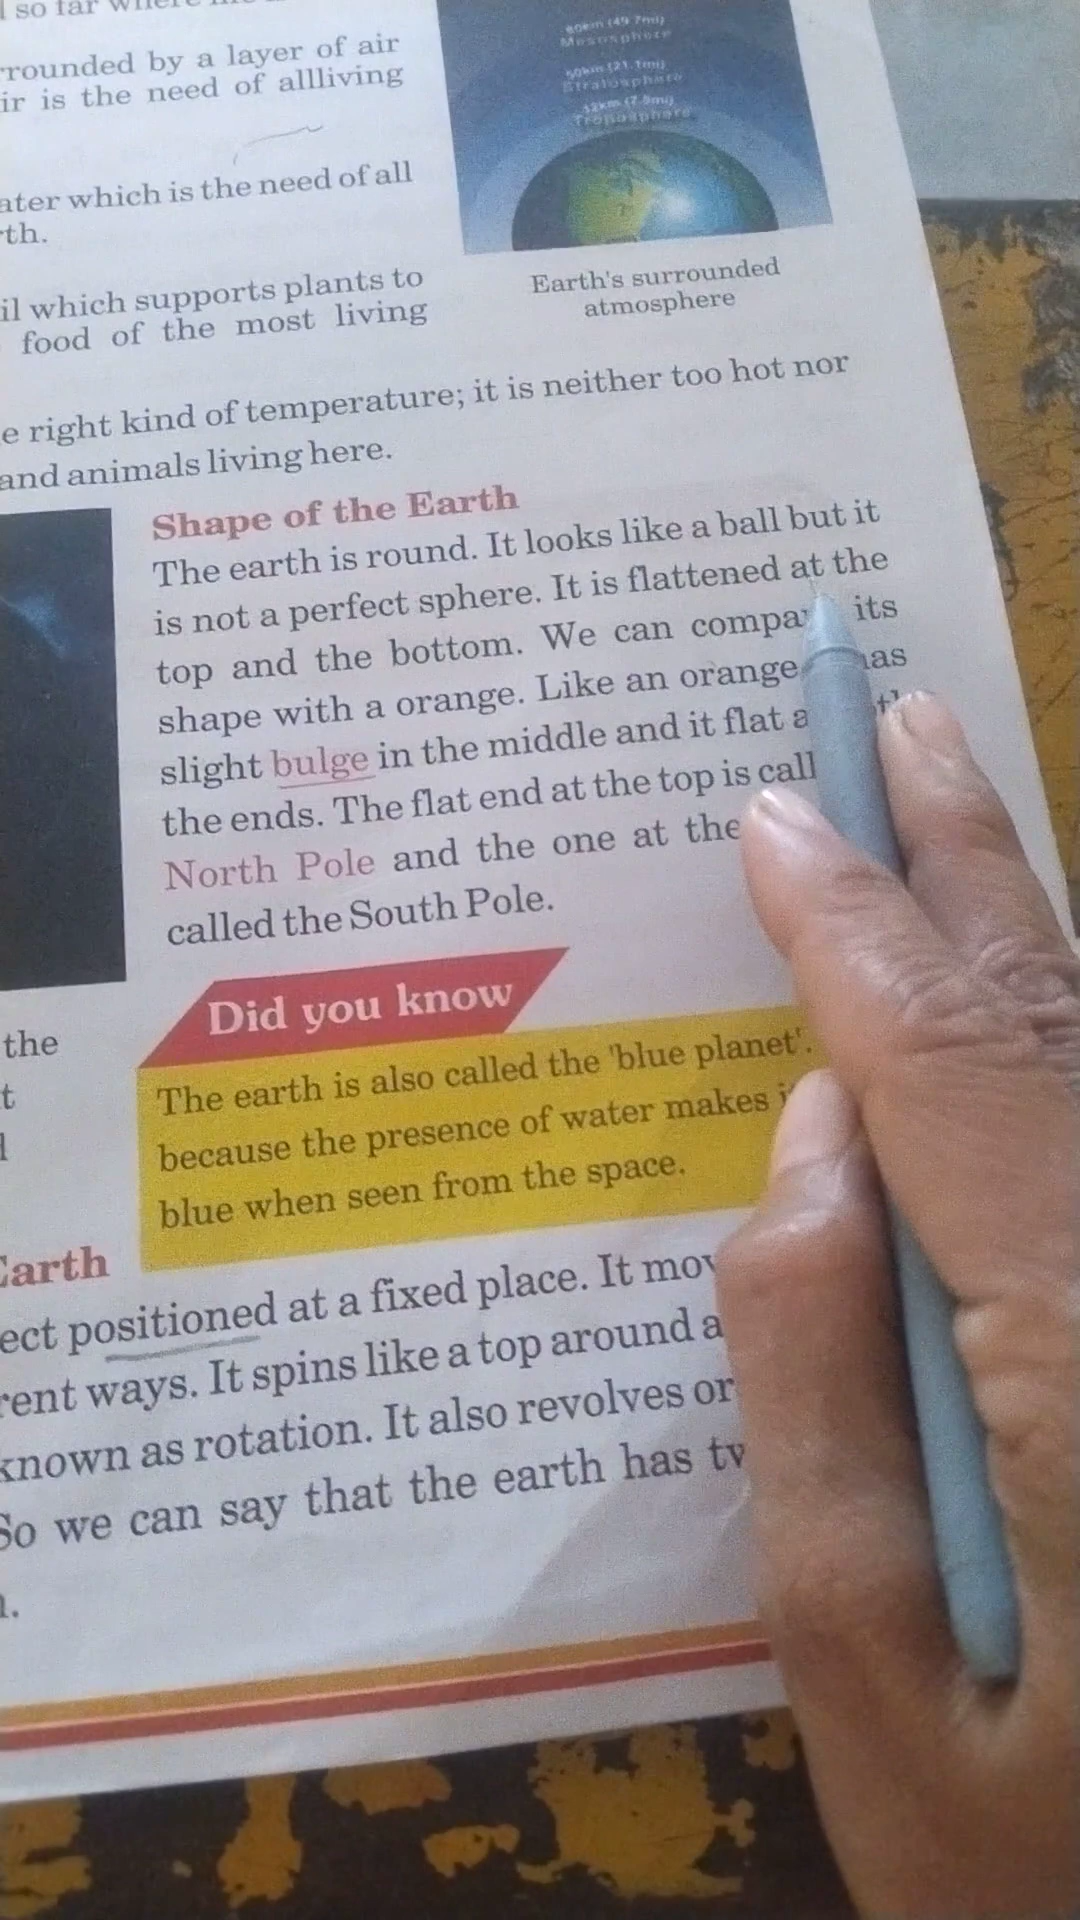 so far where
rrounded by a layer of air
ir is the need of allliving
ater which is the need of all
rth.
il which supports plants to
food of the most living
e right kind of temperature; it is neither too hot nor
and animals living here.
80km (49.7mi)
Mesosphere
50km (21.1mi)
Stratosphere
12km (7.5mi)
Troposphere
Earth's surrounded
atmosphere
Shape of the Earth
The earth is round. It looks like a ball but it
is not a perfect sphere. It is flattened at the
top and the bottom. We can compa its
shape with a orange. Like an orange has
slight bulge in the middle and it flat a
the ends. The flat end at the top is call
North Pole and the one at the
called the South Pole.
Did you know
The earth is also called the 'blue planet'.
because the presence of water makes i
blue when seen from the space.
the
t
Earth
ect positioned at a fixed place. It mov
rent ways. It spins like a top around a
known as rotation. It also revolves or
So we can say that the earth has tw